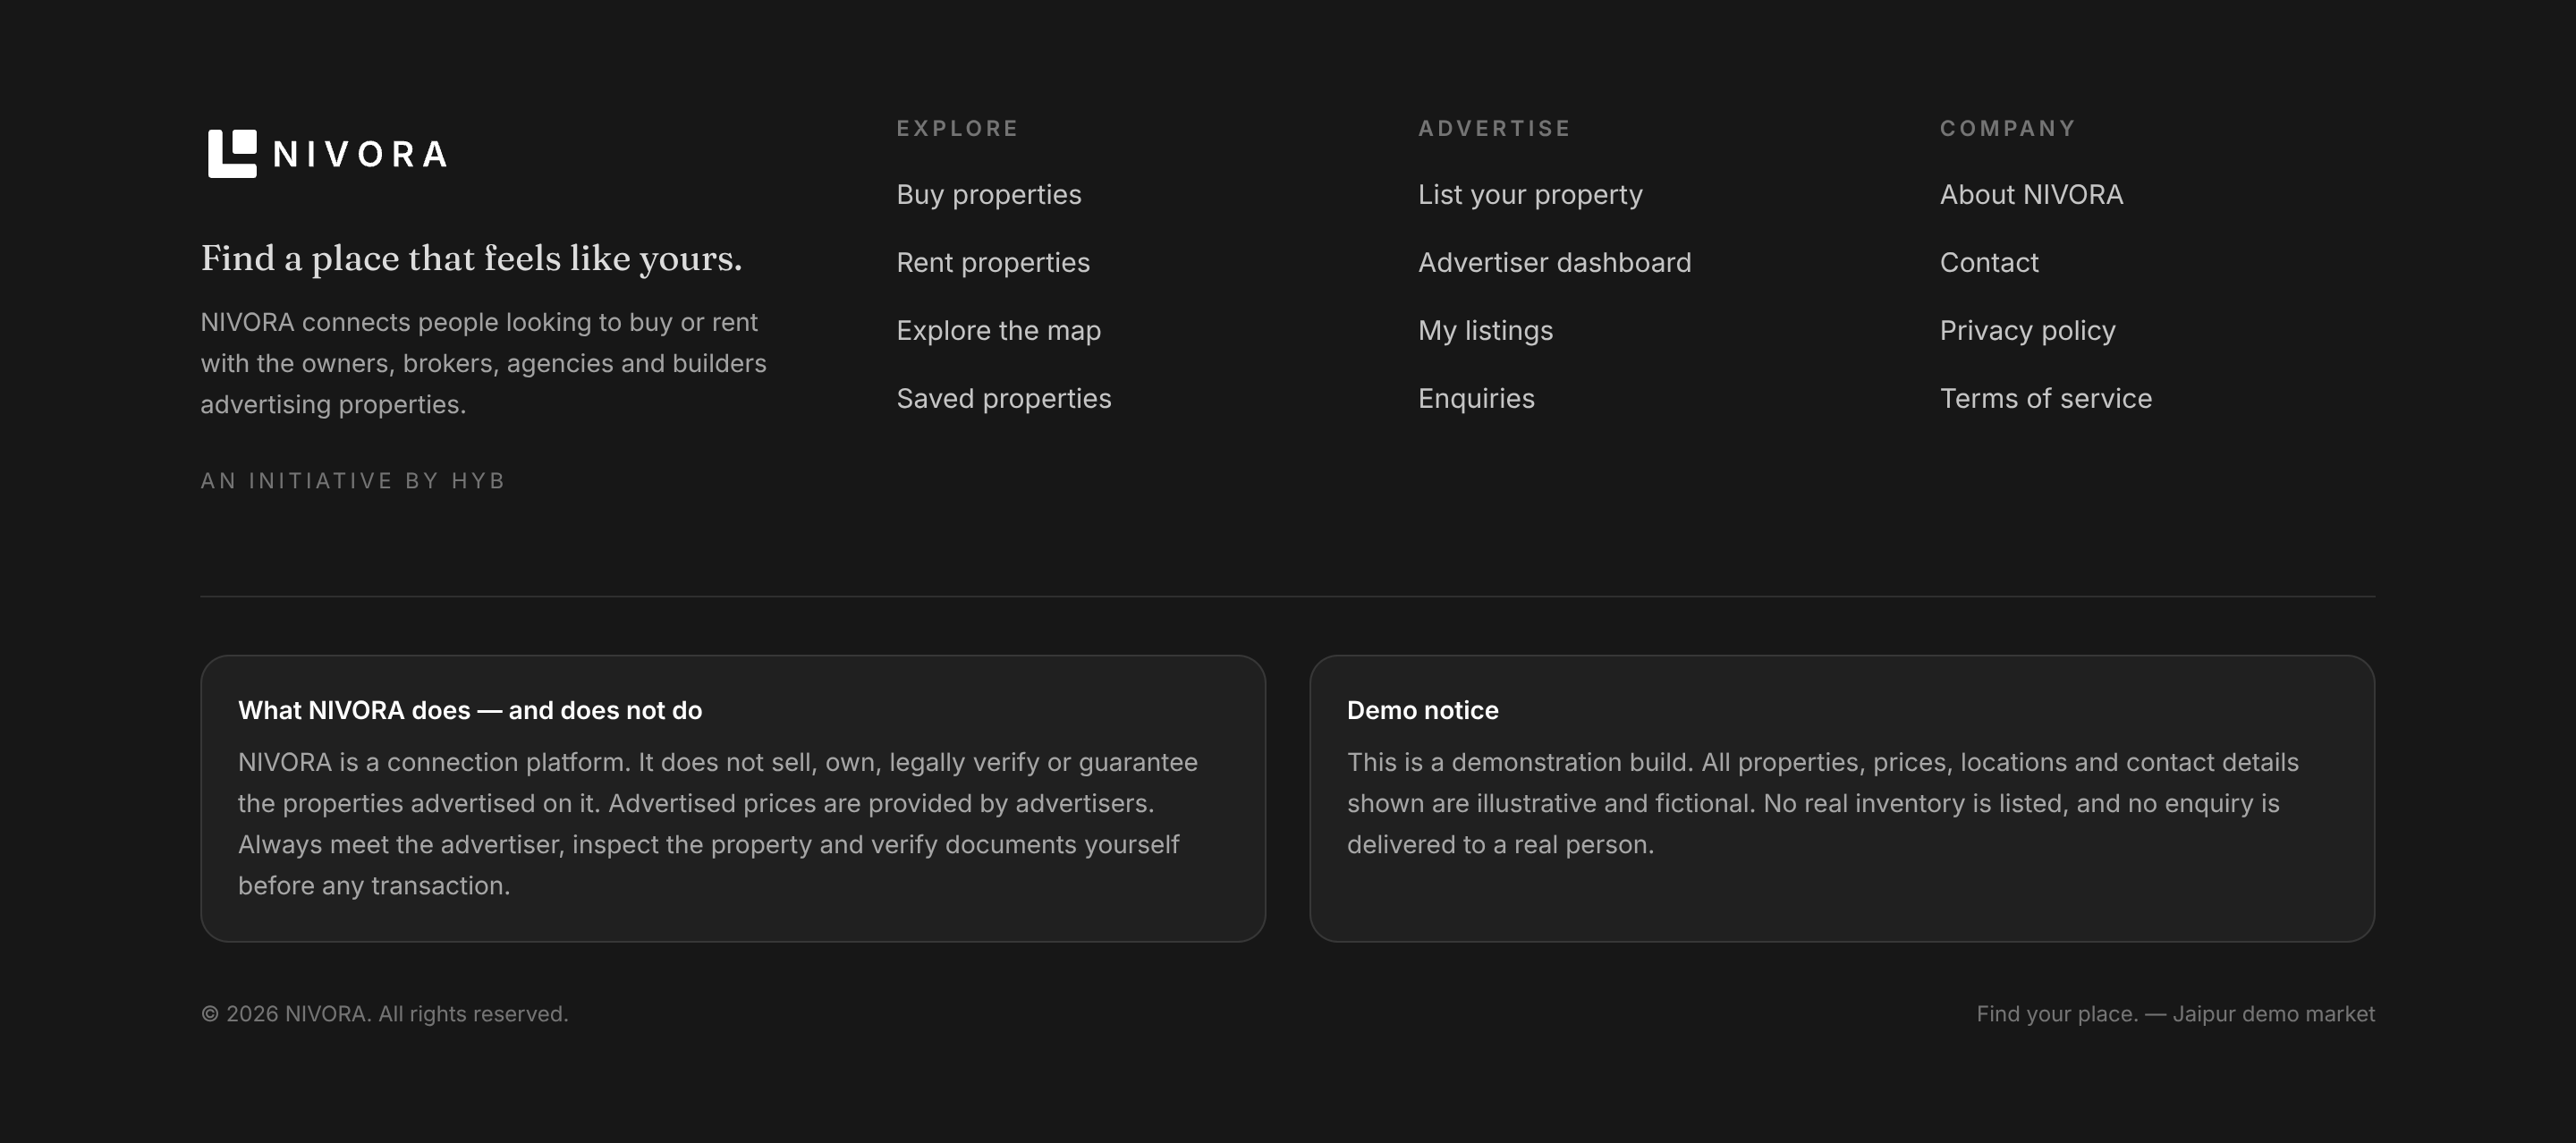 NIVORA
Find a place that feels like yours.
NIVORA connects people looking to buy or rent
with the owners, brokers, agencies and builders
advertising properties.
AN INITIATIVE BY HYB
EXPLORE
Buy properties
Rent properties
Explore the map
Saved properties
ADVERTISE
List your property
Advertiser dashboard
My listings
Enquiries
COMPANY
About NIVORA
Contact
Privacy policy
Terms of service
What NIVORA does — and does not do
NIVORA is a connection platform. It does not sell, own, legally verify or guarantee
the properties advertised on it. Advertised prices are provided by advertisers.
Always meet the advertiser, inspect the property and verify documents yourself
before any transaction.
Demo notice
This is a demonstration build. All properties, prices, locations and contact details
shown are illustrative and fictional. No real inventory is listed, and no enquiry is
delivered to a real person.
© 2026 NIVORA. All rights reserved.
Find your place. — Jaipur demo market